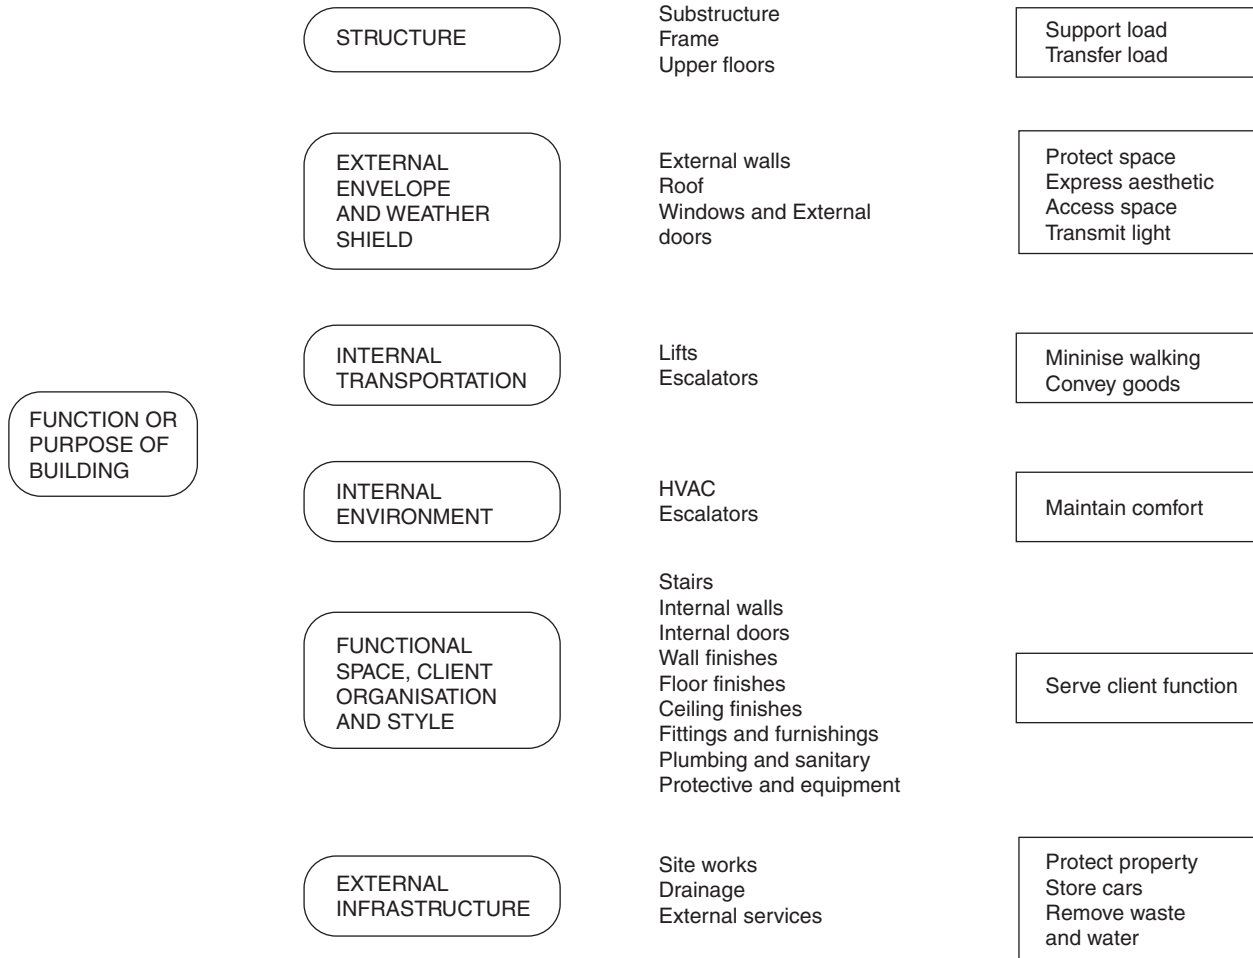 STRUCTURE
Substructure
Frame
Upper floors
Support load
Transfer load
EXTERNAL
ENVELOPE
AND WEATHER
SHIELD
External walls
Roof
Windows and External
doors
Protect space
Express aesthetic
Access space
Transmit light
INTERNAL
TRANSPORTATION
Lifts
Escalators
Mininise walking
Convey goods
FUNCTION OR
PURPOSE OF
BUILDING
INTERNAL
ENVIRONMENT
HVAC
Escalators
Maintain comfort
FUNCTIONAL
SPACE, CLIENT
ORGANISATION
AND STYLE
Stairs
Internal walls
Internal doors
Wall finishes
Floor finishes
Ceiling finishes
Fittings and furnishings
Plumbing and sanitary
Protective and equipment
Serve client function
EXTERNAL
INFRASTRUCTURE
Site works
Drainage
External services
Protect property
Store cars
Remove waste
and water